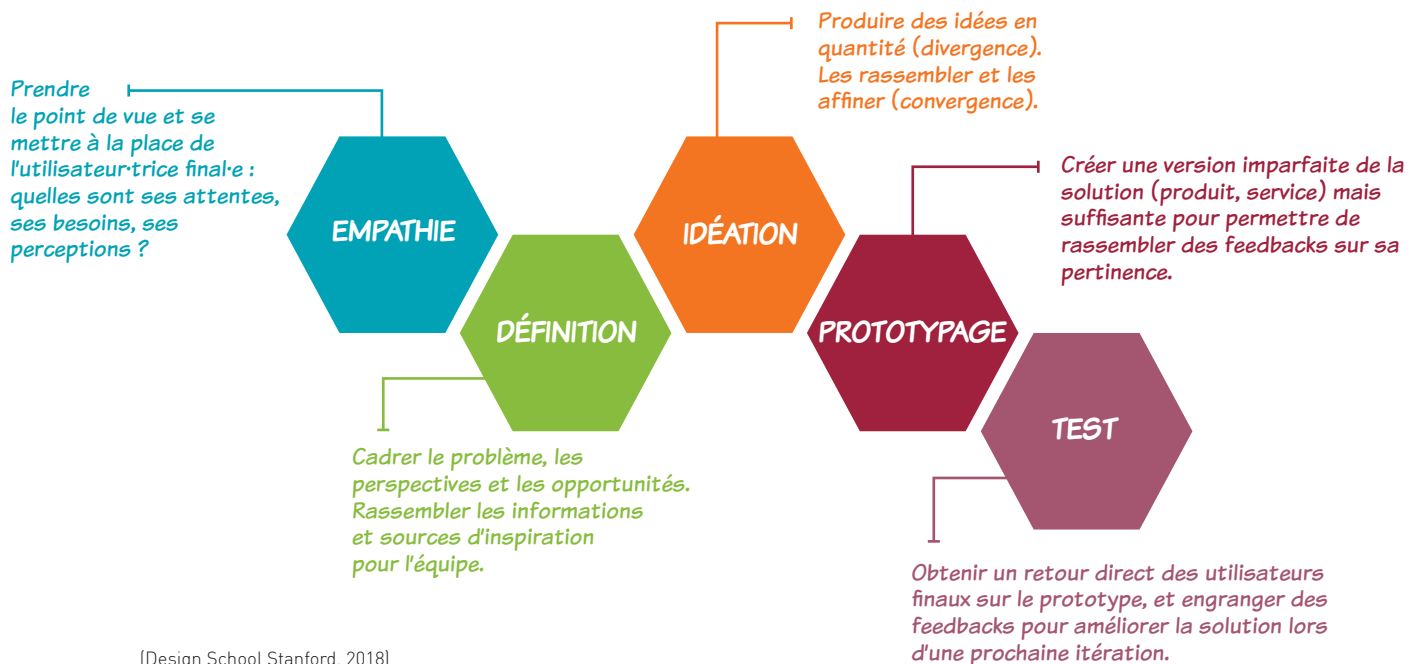 Prendre
le point de vue et se
mettre à la place de
l'utilisateur·trice final·e :
quelles sont ses attentes,
ses besoins, ses
perceptions ?
EMPATHIE
DÉFINITION
Cadrer le problème, les
perspectives et les opportunités.
Rassembler les informations
et sources d'inspiration
pour l'équipe.
Produire des idées en
quantité (divergence).
Les rassembler et les
affiner (convergence).
IDÉATION
Créer une version imparfaite de la
solution (produit, service) mais
suffisante pour permettre de
rassembler des feedbacks sur sa
pertinence.
PROTOTYPAGE
TEST
Obtenir un retour direct des utilisateurs
finaux sur le prototype, et engranger des
feedbacks pour améliorer la solution lors
d'une prochaine itération.
(Design School Stanford, 2018)